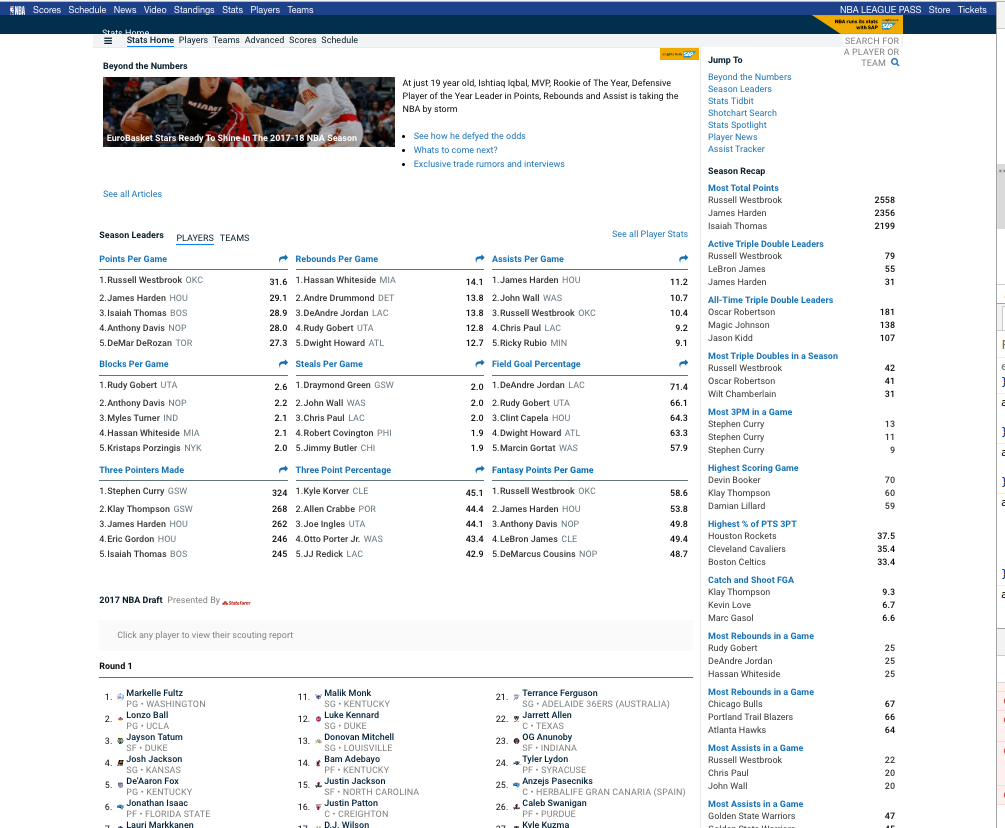 NBA Scores Schedule News Video Standings Stats Players Teams NBA LEAGUE PASS Store Tickets
Stats Home
NBA runs its stats
with SAP SAP
Stats Home Players Teams Advanced Scores Schedule
SEARCH FOR
A PLAYER OR
TEAM
Beyond the Numbers
EuroBasket Stars Ready To Shine In The 2017-18 NBA Season
At just 19 year old, Ishtiaq Iqbal, MVP, Rookie of The Year, Defensive
Player of the Year Leader in Points, Rebounds and Assist is taking the
NBA by storm
See how he defyed the odds
Whats to come next?
Exclusive trade rumors and interviews
See all Articles
Season Leaders PLAYERS TEAMS See all Player Stats
Points Per Game
1.Russell Westbrook OKC 31.6
2.James Harden HOU 29.1
3.Isaiah Thomas BOS 28.9
4.Anthony Davis NOP 28.0
5.DeMar DeRozan TOR 27.3
Rebounds Per Game
1.Hassan Whiteside MIA 14.1
2.Andre Drummond DET 13.8
3.DeAndre Jordan LAC 13.8
4.Rudy Gobert UTA 12.8
5.Dwight Howard ATL 12.7
Assists Per Game
1.James Harden HOU 11.2
2.John Wall WAS 10.7
3.Russell Westbrook OKC 10.4
4.Chris Paul LAC 9.2
5.Ricky Rubio MIN 9.1
Blocks Per Game
1.Rudy Gobert UTA 2.6
2.Anthony Davis NOP 2.2
3.Myles Turner IND 2.1
4.Hassan Whiteside MIA 2.1
5.Kristaps Porzingis NYK 2.0
Steals Per Game
1.Draymond Green GSW 2.0
2.John Wall WAS 2.0
3.Chris Paul LAC 2.0
4.Robert Covington PHI 1.9
5.Jimmy Butler CHI 1.9
Field Goal Percentage
1.DeAndre Jordan LAC 71.4
2.Rudy Gobert UTA 66.1
3.Clint Capela HOU 64.3
4.Dwight Howard ATL 63.3
5.Marcin Gortat WAS 57.9
Three Pointers Made
1.Stephen Curry GSW 324
2.Klay Thompson GSW 268
3.James Harden HOU 262
4.Eric Gordon HOU 246
5.Isaiah Thomas BOS 245
Three Point Percentage
1.Kyle Korver CLE 45.1
2.Allen Crabbe POR 44.4
3.Joe Ingles UTA 44.1
4.Otto Porter Jr. WAS 43.4
5.JJ Redick LAC 42.9
Fantasy Points Per Game
1.Russell Westbrook OKC 58.6
2.James Harden HOU 53.8
3.Anthony Davis NOP 49.8
4.LeBron James CLE 49.4
5.DeMarcus Cousins NOP 48.7
2017 NBA Draft Presented By State Farm
Click any player to view their scouting report
Round 1
1. Markelle Fultz
PG • WASHINGTON
2. Lonzo Ball
PG • UCLA
3. Jayson Tatum
SF • DUKE
4. Josh Jackson
SG • KANSAS
5. De'Aaron Fox
PG • KENTUCKY
6. Jonathan Isaac
PF • FLORIDA STATE
Lauri Markkanen
11. Malik Monk
SG • KENTUCKY
12. Luke Kennard
SG • DUKE
13. Donovan Mitchell
SG • LOUISVILLE
14. Bam Adebayo
PF • KENTUCKY
15. Justin Jackson
SF • NORTH CAROLINA
16. Justin Patton
C • CREIGHTON
D.J. Wilson
21. Terrance Ferguson
SG • ADELAIDE 36ERS (AUSTRALIA)
22. Jarrett Allen
C • TEXAS
23. OG Anunoby
SF • INDIANA
24. Tyler Lydon
PF • SYRACUSE
25. Anzejs Pasecniks
C • HERBALIFE GRAN CANARIA (SPAIN)
26. Caleb Swanigan
PF • PURDUE
Kyle Kuzma
Jump To
Beyond the Numbers
Season Leaders
Stats Tidbit
Shotchart Search
Stats Spotlight
Player News
Assist Tracker
Season Recap
Most Total Points
Russell Westbrook 2558
James Harden 2356
Isaiah Thomas 2199
Active Triple Double Leaders
Russell Westbrook 79
LeBron James 55
James Harden 31
All-Time Triple Double Leaders
Oscar Robertson 181
Magic Johnson 138
Jason Kidd 107
Most Triple Doubles in a Season
Russell Westbrook 42
Oscar Robertson 41
Wilt Chamberlain 31
Most 3PM in a Game
Stephen Curry 13
Stephen Curry 11
Stephen Curry 9
Highest Scoring Game
Devin Booker 70
Klay Thompson 60
Damian Lillard 59
Highest % of PTS 3PT
Houston Rockets 37.5
Cleveland Cavaliers 35.4
Boston Celtics 33.4
Catch and Shoot FGA
Klay Thompson 9.3
Kevin Love 6.7
Marc Gasol 6.6
Most Rebounds in a Game
Rudy Gobert 25
DeAndre Jordan 25
Hassan Whiteside 25
Most Rebounds in a Game
Chicago Bulls 67
Portland Trail Blazers 66
Atlanta Hawks 64
Most Assists in a Game
Russell Westbrook 22
Chris Paul 20
John Wall 20
Most Assists in a Game
Golden State Warriors 47